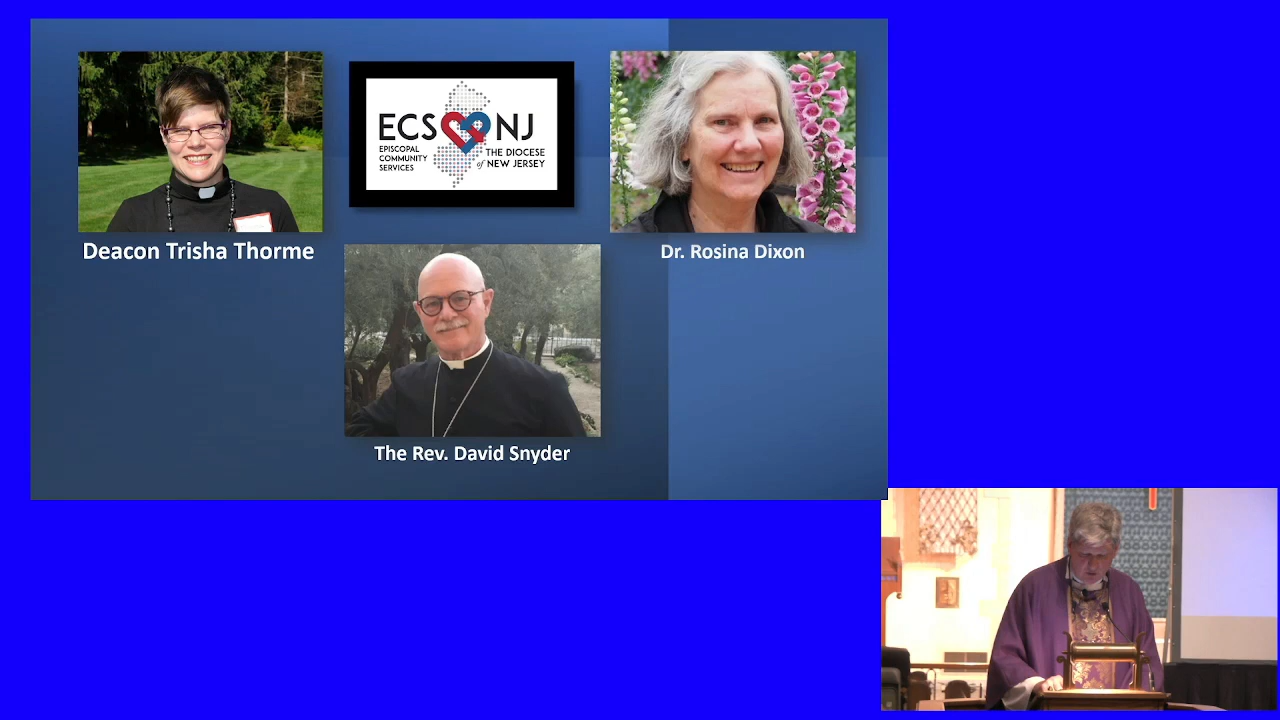 ECS NJ
EPISCOPAL
COMMUNITY
SERVICES
THE DIOCESE
of NEW JERSEY
Deacon Trisha Thorme
Dr. Rosina Dixon
The Rev. David Snyder